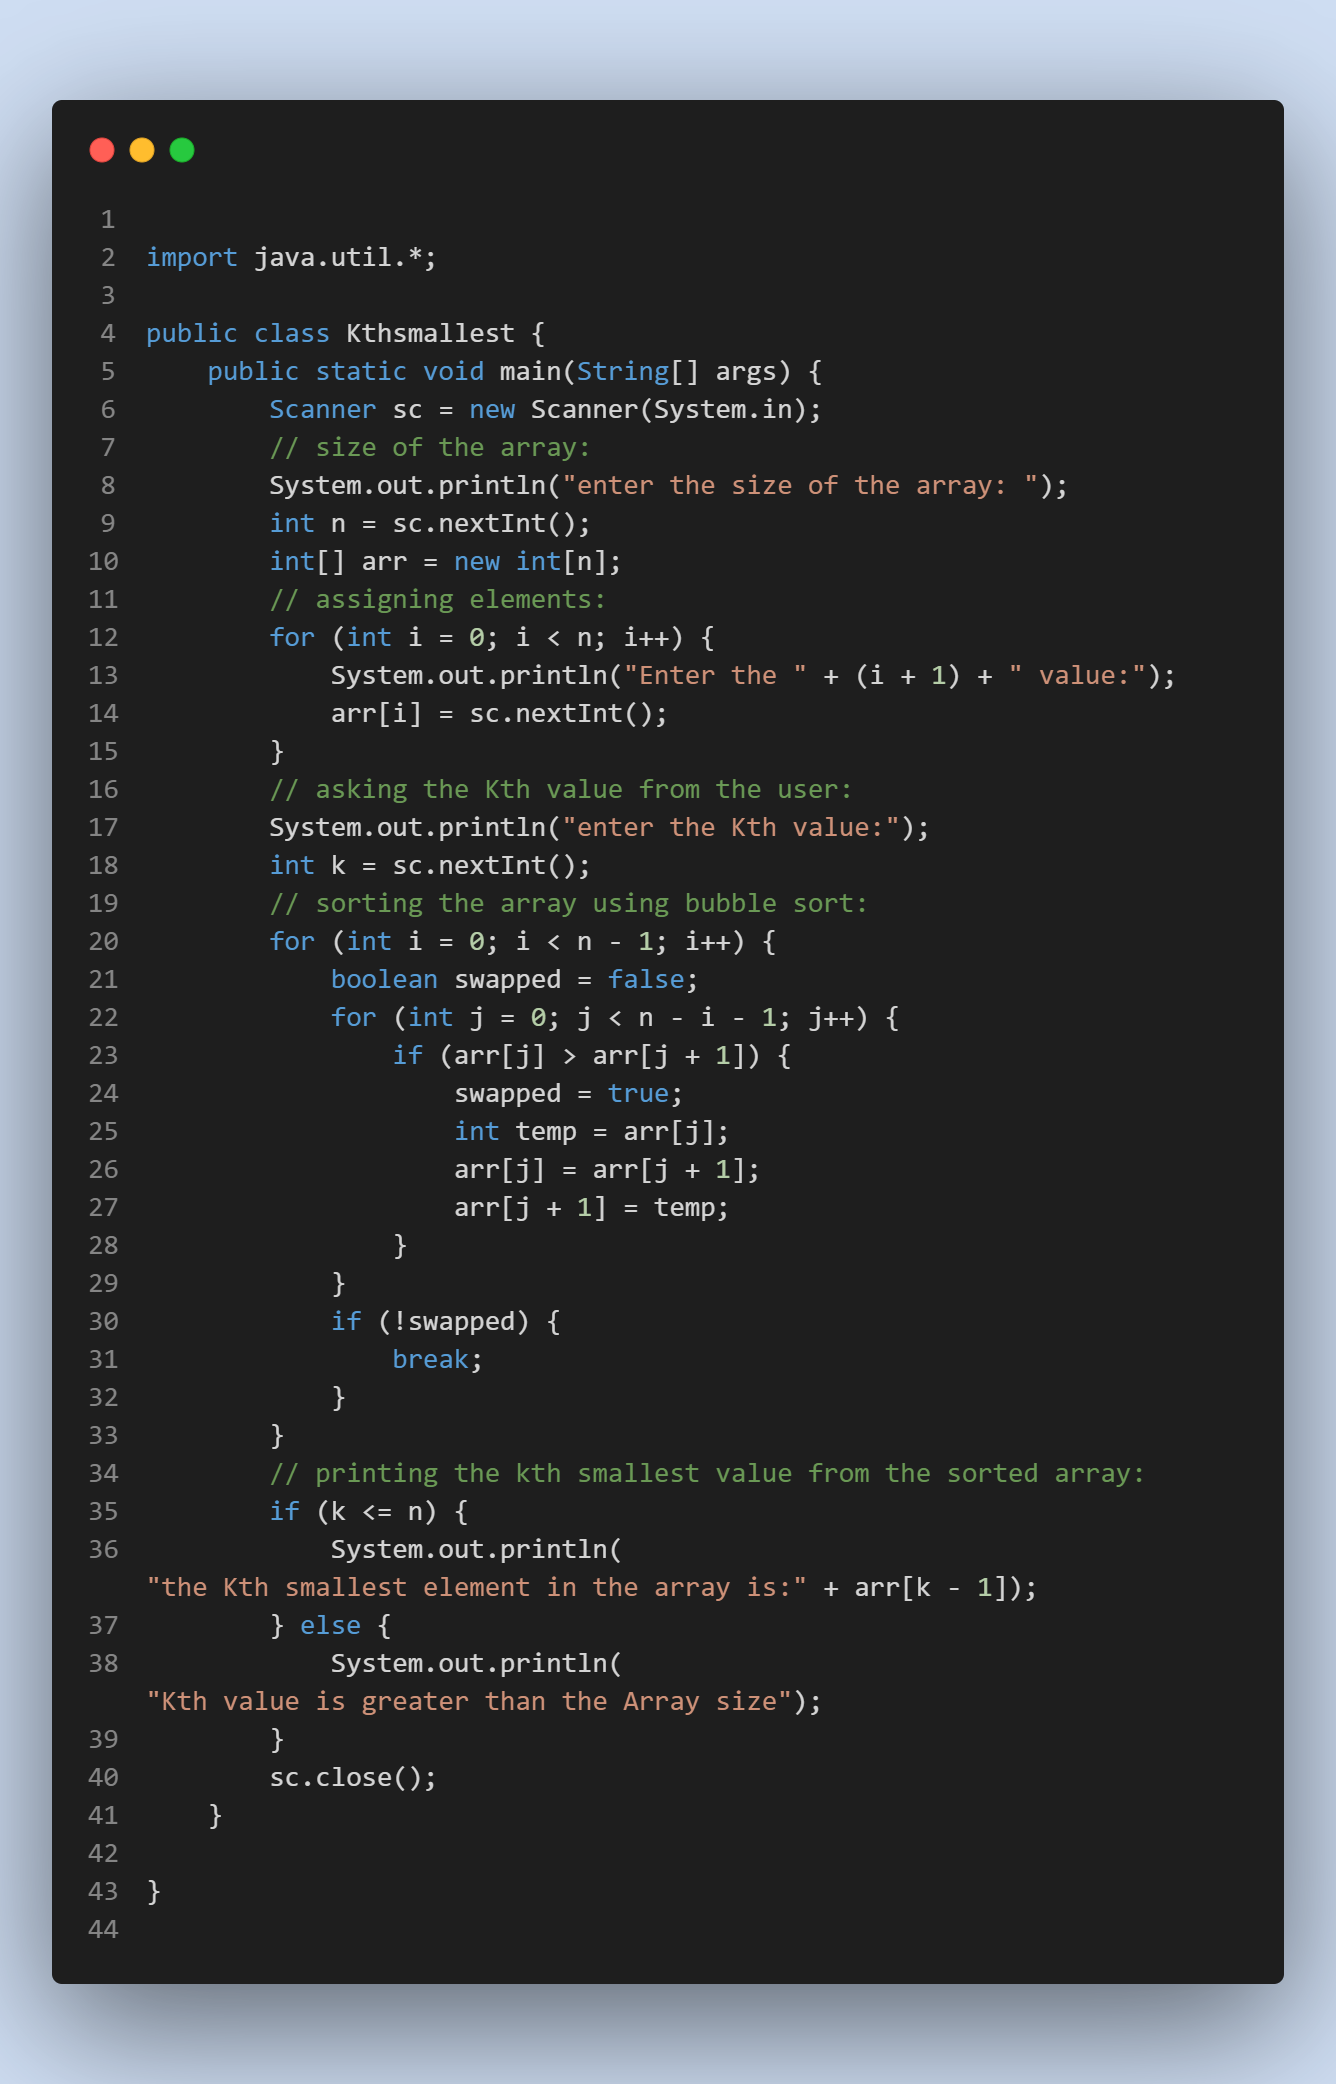 1
2 import java.util.*;
3
4 public class Kthsmallest {
5     public static void main(String[] args) {
6         Scanner sc = new Scanner(System.in);
7         // size of the array:
8         System.out.println("enter the size of the array: ");
9         int n = sc.nextInt();
10         int[] arr = new int[n];
11         // assigning elements:
12         for (int i = 0; i < n; i++) {
13             System.out.println("Enter the " + (i + 1) + " value:");
14             arr[i] = sc.nextInt();
15         }
16         // asking the Kth value from the user:
17         System.out.println("enter the Kth value:");
18         int k = sc.nextInt();
19         // sorting the array using bubble sort:
20         for (int i = 0; i < n - 1; i++) {
21             boolean swapped = false;
22             for (int j = 0; j < n - i - 1; j++) {
23                 if (arr[j] > arr[j + 1]) {
24                     swapped = true;
25                     int temp = arr[j];
26                     arr[j] = arr[j + 1];
27                     arr[j + 1] = temp;
28                 }
29             }
30             if (!swapped) {
31                 break;
32             }
33         }
34         // printing the kth smallest value from the sorted array:
35         if (k <= n) {
36             System.out.println(
"the Kth smallest element in the array is:" + arr[k - 1]);
37         } else {
38             System.out.println(
"Kth value is greater than the Array size");
39         }
40         sc.close();
41     }
42
43 }
44